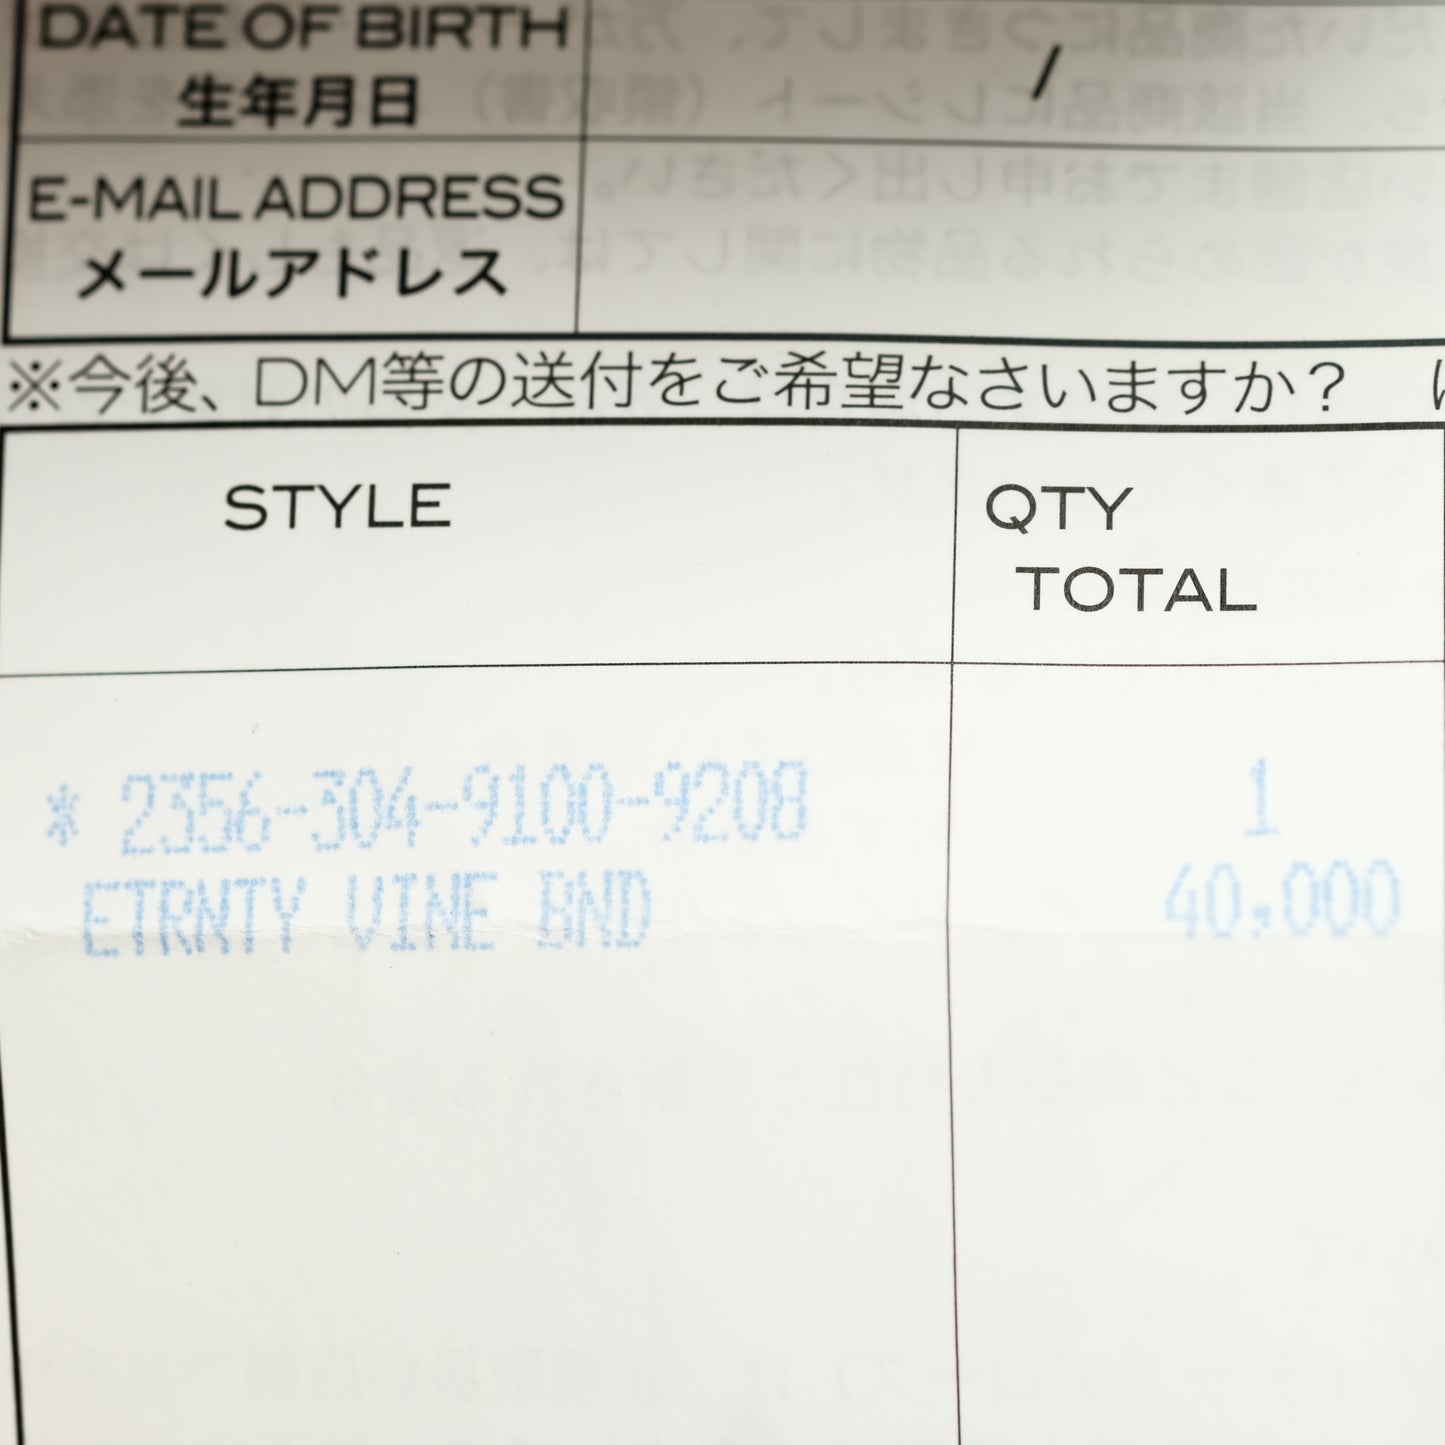 DATE OF BIRTH
生年月日
/
E-MAIL ADDRESS
メールアドレス
※今後、DM等の送付をご希望なさいますか？
STYLE
QTY
TOTAL
* 2356-304-9100-9208
1
ETRNTY VINE BND
40,000